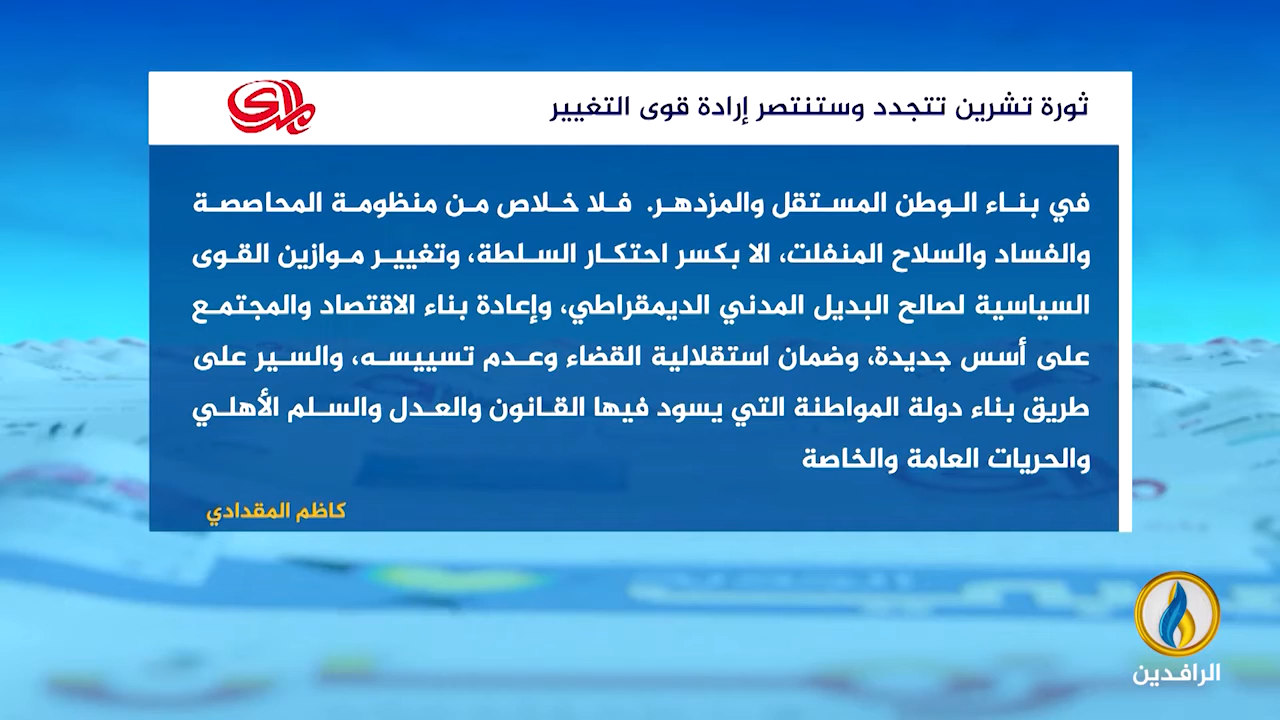 ثورة تشرين تتجدد وستنتصر إرادة قوى التغيير
المدى
في بناء الوطن المستقل والمزدهر. فلا خلاص من منظومة المحاصصة
والفساد والسلاح المنفلت، الا بكسر احتكار السلطة، وتغيير موازين القوى
السياسية لصالح البديل المدني الديمقراطي، وإعادة بناء الاقتصاد والمجتمع
على أسس جديدة، وضمان استقلالية القضاء وعدم تسييسه، والسير على
طريق بناء دولة المواطنة التي يسود فيها القانون والعدل والسلم الأهلي
والحريات العامة والخاصة
كاظم المقدادي
الرافدين